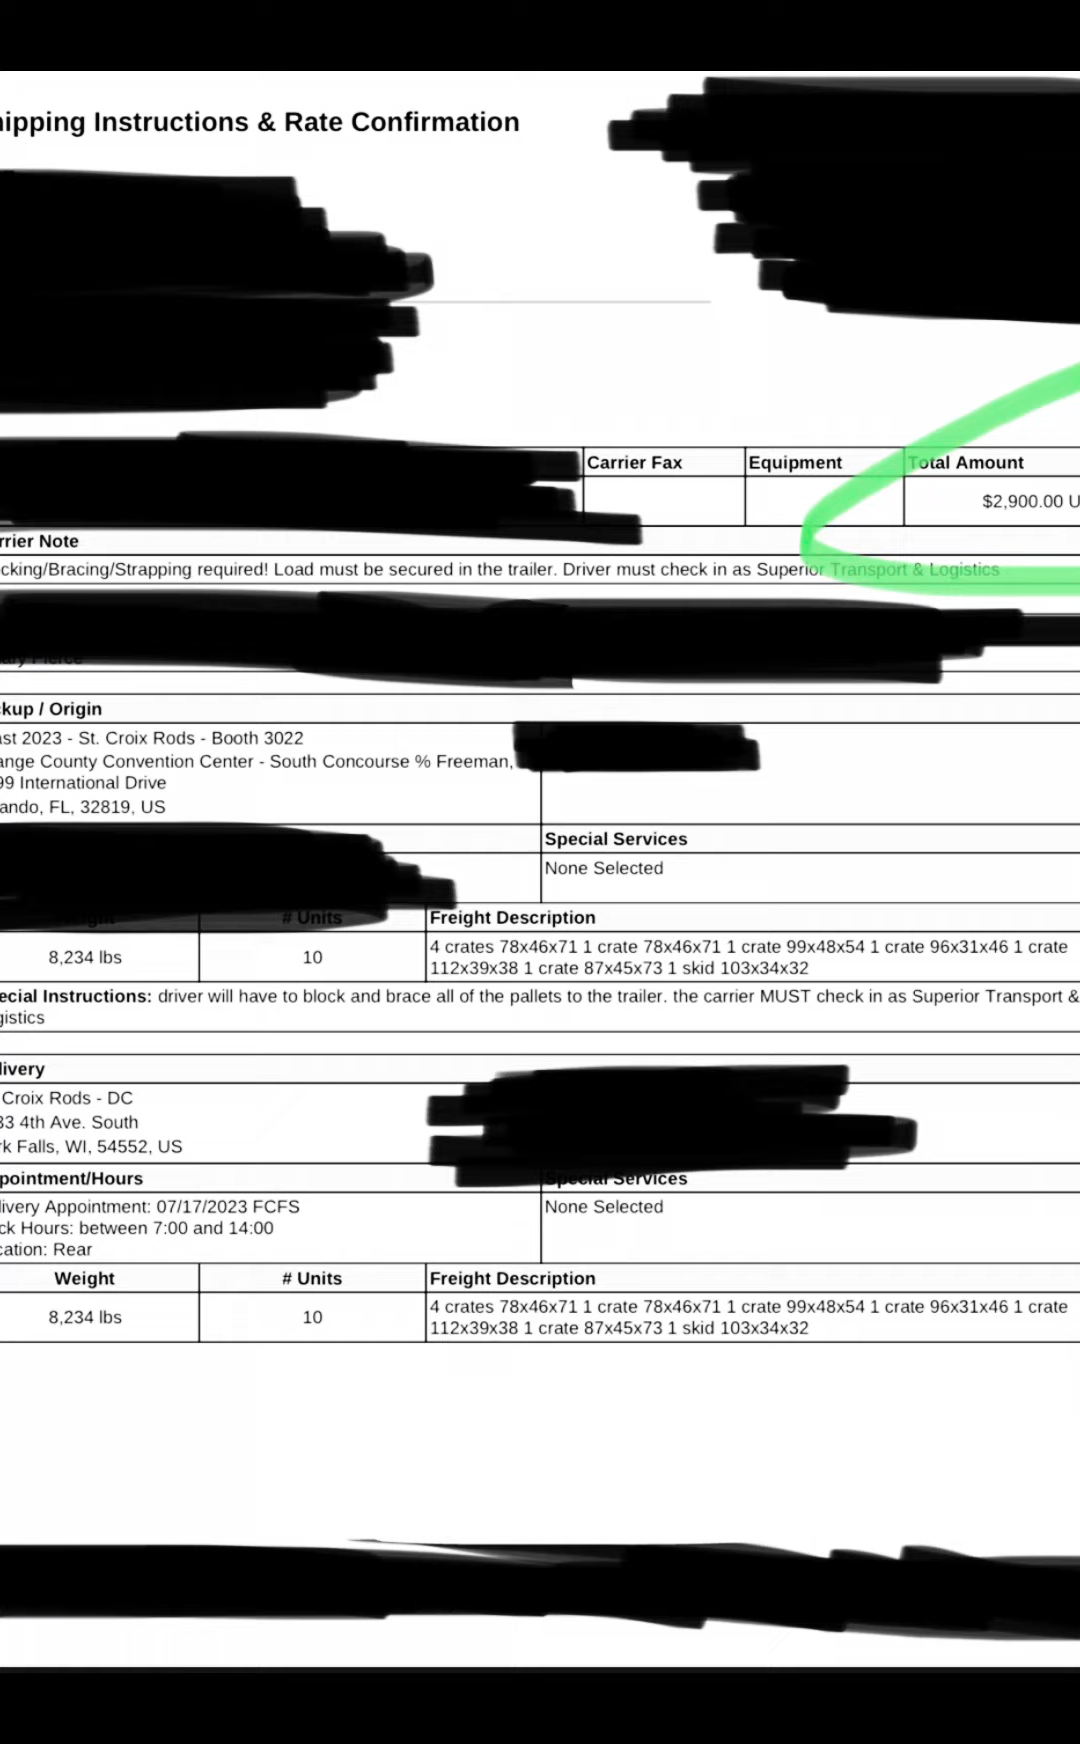 ipping Instructions & Rate Confirmation
Carrier Fax Equipment Total Amount
$2,900.00 U
rrier Note
cking/Bracing/Strapping required! Load must be secured in the trailer. Driver must check in as Superior Transport & Logistics
kup / Origin
st 2023 - St. Croix Rods - Booth 3022
ange County Convention Center - South Concourse % Freeman,
99 International Drive
ando, FL, 32819, US
Special Services
None Selected
# Units Freight Description
8,234 lbs 10 4 crates 78x46x71 1 crate 78x46x71 1 crate 99x48x54 1 crate 96x31x46 1 crate
112x39x38 1 crate 87x45x73 1 skid 103x34x32
ecial Instructions: driver will have to block and brace all of the pallets to the trailer. the carrier MUST check in as Superior Transport &
gistics
livery
Croix Rods - DC
33 4th Ave. South
rk Falls, WI, 54552, US
pointment/Hours Special Services
livery Appointment: 07/17/2023 FCFS None Selected
ck Hours: between 7:00 and 14:00
cation: Rear
Weight # Units Freight Description
8,234 lbs 10 4 crates 78x46x71 1 crate 78x46x71 1 crate 99x48x54 1 crate 96x31x46 1 crate
112x39x38 1 crate 87x45x73 1 skid 103x34x32